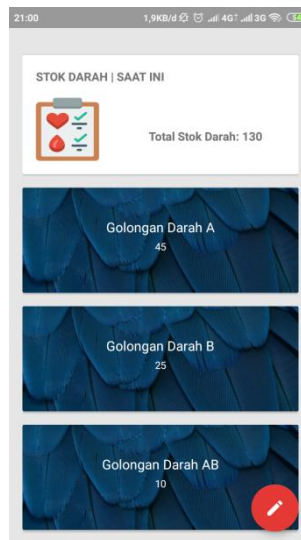 21:00
1,9KB/d 4G 3G
STOK DARAH | SAAT INI
Total Stok Darah: 130
Golongan Darah A
45
Golongan Darah B
25
Golongan Darah AB
10